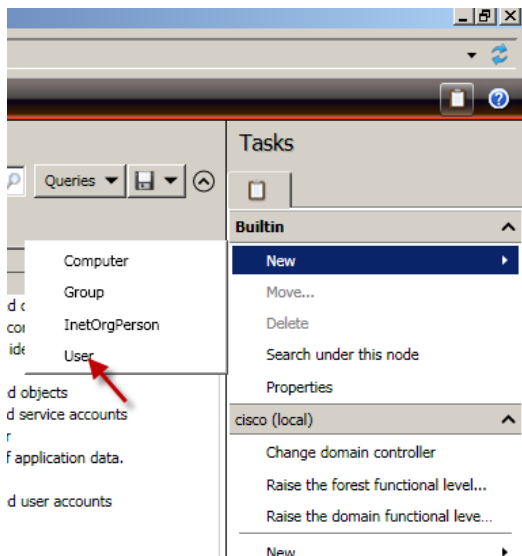 Tasks
Queries
Builtin
New
Move...
Delete
Search under this node
Properties
Computer
Group
InetOrgPerson
User
d objects
d service accounts
r
f application data.
d user accounts
cisco (local)
Change domain controller
Raise the forest functional level...
Raise the domain functional leve...
New